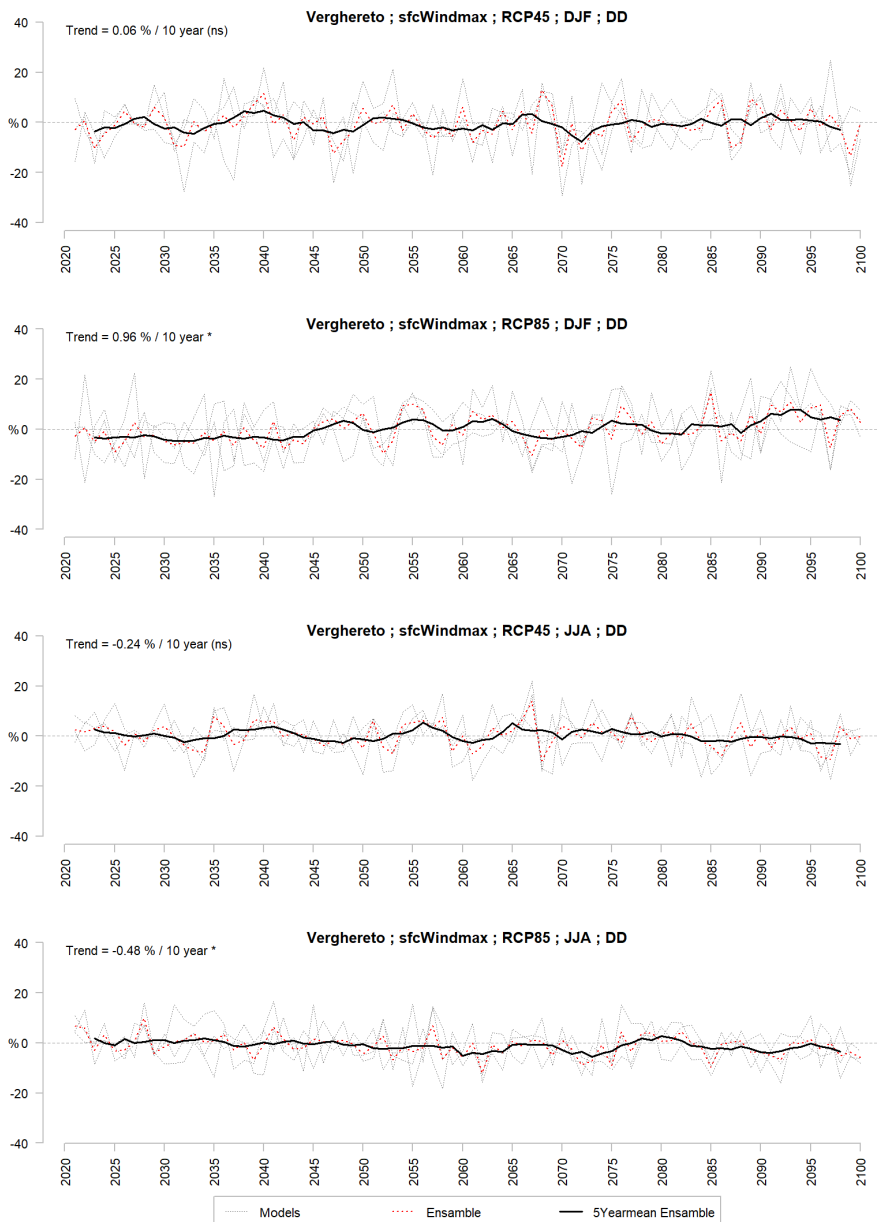 Verghereto ; sfcWindmax ; RCP45 ; DJF ; DD
Trend = 0.06 % / 10 year (ns)
40
20
% 0
-20
-40
2020 2025 2030 2035 2040 2045 2050 2055 2060 2065 2070 2075 2080 2085 2090 2095 2100
Verghereto ; sfcWindmax ; RCP85 ; DJF ; DD
Trend = 0.96 % / 10 year *
40
20
% 0
-20
-40
2020 2025 2030 2035 2040 2045 2050 2055 2060 2065 2070 2075 2080 2085 2090 2095 2100
Verghereto ; sfcWindmax ; RCP45 ; JJA ; DD
Trend = -0.24 % / 10 year (ns)
40
20
% 0
-20
-40
2020 2025 2030 2035 2040 2045 2050 2055 2060 2065 2070 2075 2080 2085 2090 2095 2100
Verghereto ; sfcWindmax ; RCP85 ; JJA ; DD
Trend = -0.48 % / 10 year *
40
20
% 0
-20
-40
2020 2025 2030 2035 2040 2045 2050 2055 2060 2065 2070 2075 2080 2085 2090 2095 2100
Models Ensamble 5Yearmean Ensamble